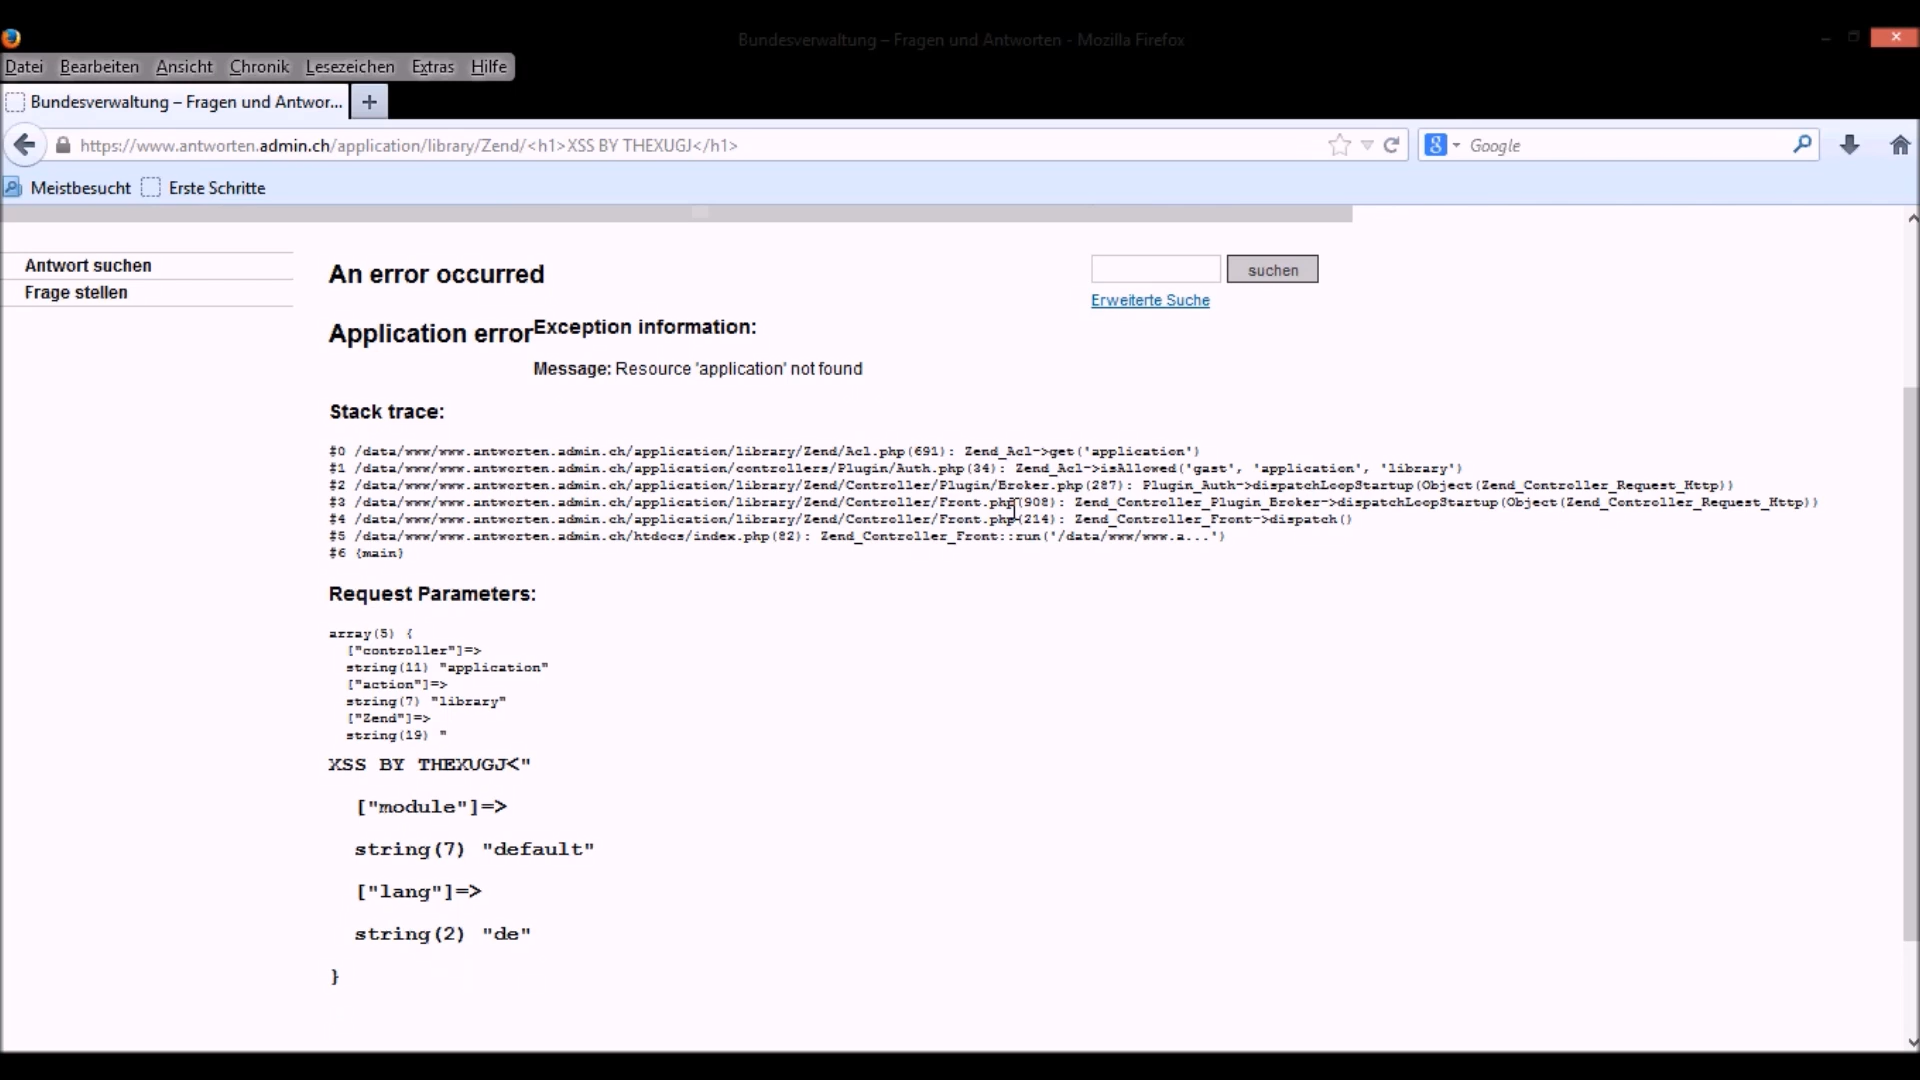 Bundesverwaltung – Fragen und Antworten - Mozilla Firefox
Datei Bearbeiten Ansicht Chronik Lesezeichen Extras Hilfe
Bundesverwaltung – Fragen und Antwor... +
https://www.antworten.admin.ch/application/library/Zend/<h1>XSS BY THEXUGJ</h1>
8 Google
Meistbesucht Erste Schritte
Antwort suchen
Frage stellen
An error occurred
suchen
Erweiterte Suche
Application error Exception information:
Message: Resource 'application' not found
Stack trace:
#0 /data/www/www.antworten.admin.ch/application/library/Zend/Acl.php(691): Zend_Acl->get('application')
#1 /data/www/www.antworten.admin.ch/application/controllers/Plugin/Auth.php(34): Zend_Acl->isAllowed('gast', 'application', 'library')
#2 /data/www/www.antworten.admin.ch/application/library/Zend/Controller/Plugin/Broker.php(287): Plugin_Auth->dispatchLoopStartup(Object(Zend_Controller_Request_Http))
#3 /data/www/www.antworten.admin.ch/application/library/Zend/Controller/Front.php(908): Zend_Controller_Plugin_Broker->dispatchLoopStartup(Object(Zend_Controller_Request_Http))
#4 /data/www/www.antworten.admin.ch/application/library/Zend/Controller/Front.php(214): Zend_Controller_Front->dispatch()
#5 /data/www/www.antworten.admin.ch/htdocs/index.php(82): Zend_Controller_Front::run('/data/www/www.a...')
#6 {main}
Request Parameters:
array(5) {
["controller"]=>
string(11) "application"
["action"]=>
string(7) "library"
["Zend"]=>
string(19) "
XSS BY THEXUGJ<"
["module"]=>
string(7) "default"
["lang"]=>
string(2) "de"
}